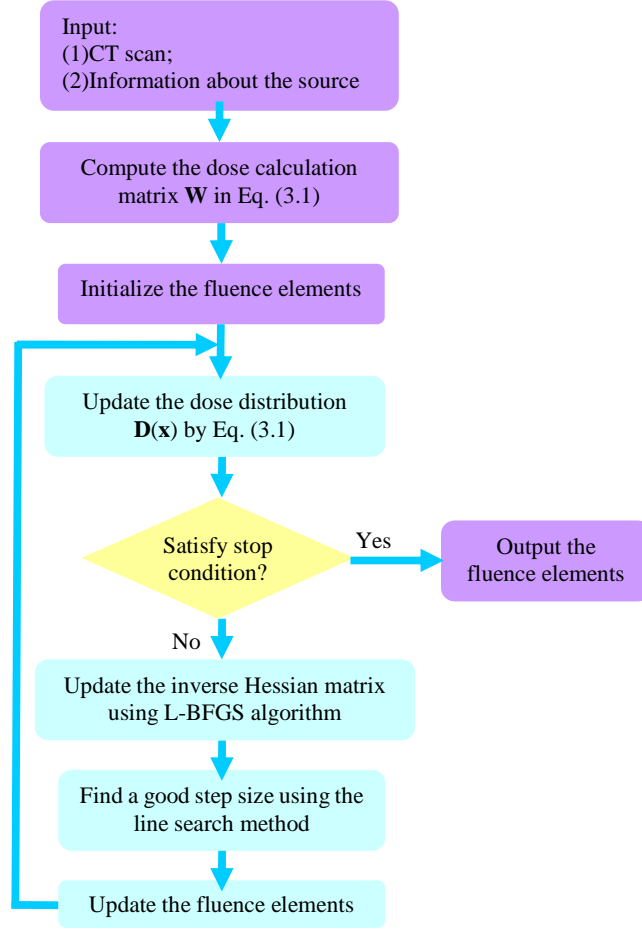 Input:
(1)CT scan;
(2)Information about the source
Compute the dose calculation
matrix W in Eq. (3.1)
Initialize the fluence elements
Update the dose distribution
D(x) by Eq. (3.1)
Satisfy stop
condition?
Yes
Output the
fluence elements
No
Update the inverse Hessian matrix
using L-BFGS algorithm
Find a good step size using the
line search method
Update the fluence elements